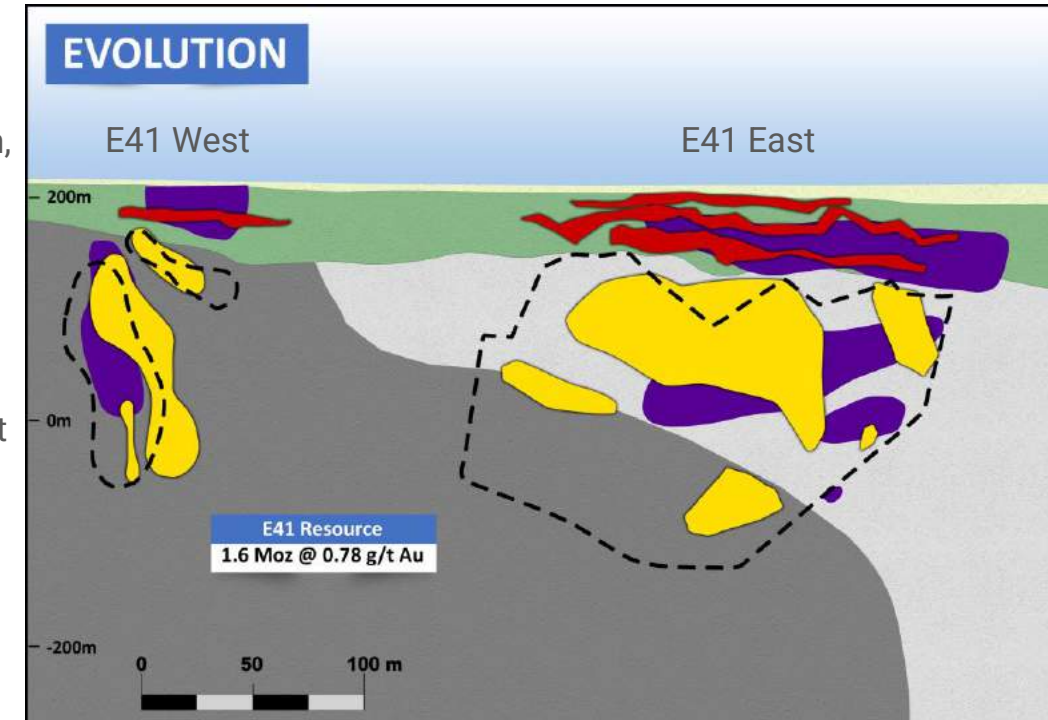 EVOLUTION
E41 West
E41 East
200m
0m
E41 Resource
1.6 Moz @ 0.78 g/t Au
-200m
0 50 100 m